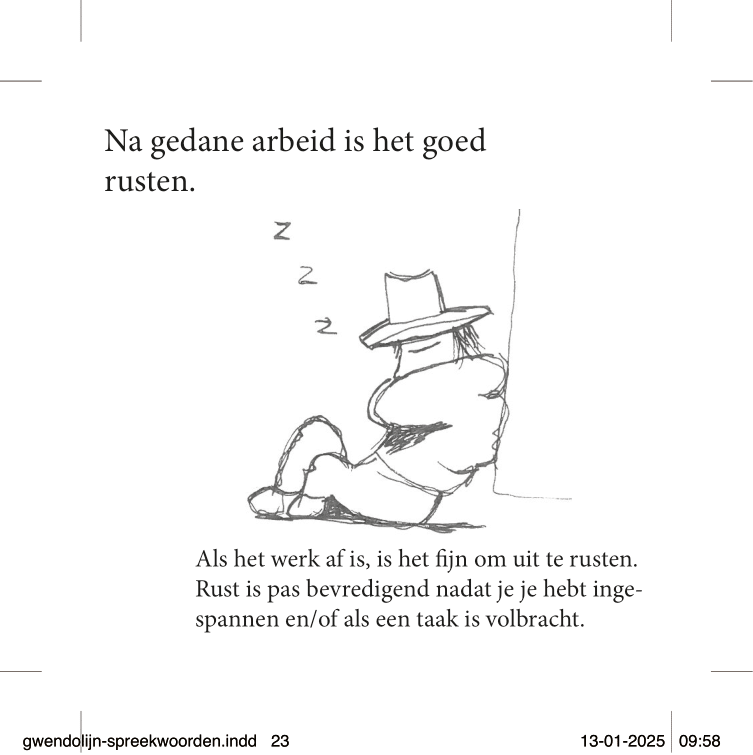 Na gedane arbeid is het goed
rusten.
z
z
z
Als het werk af is, is het fijn om uit te rusten.
Rust is pas bevredigend nadat je je hebt inge-
spannen en/of als een taak is volbracht.
gwendolijn-spreekwoorden.indd 23 13-01-2025 09:58